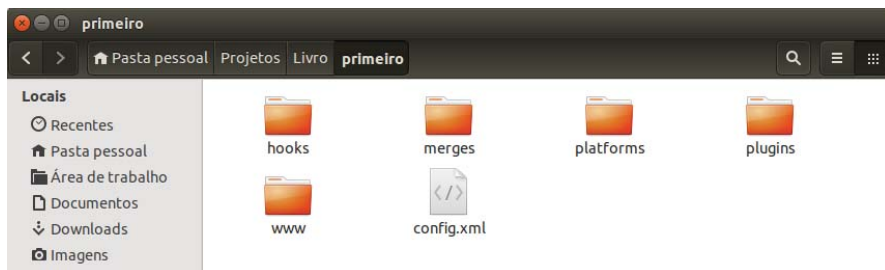 primeiro
Pasta pessoal Projetos Livro primeiro
Locais
Recentes
Pasta pessoal
Área de trabalho
Documentos
Downloads
Imagens
hooks merges platforms plugins
www config.xml